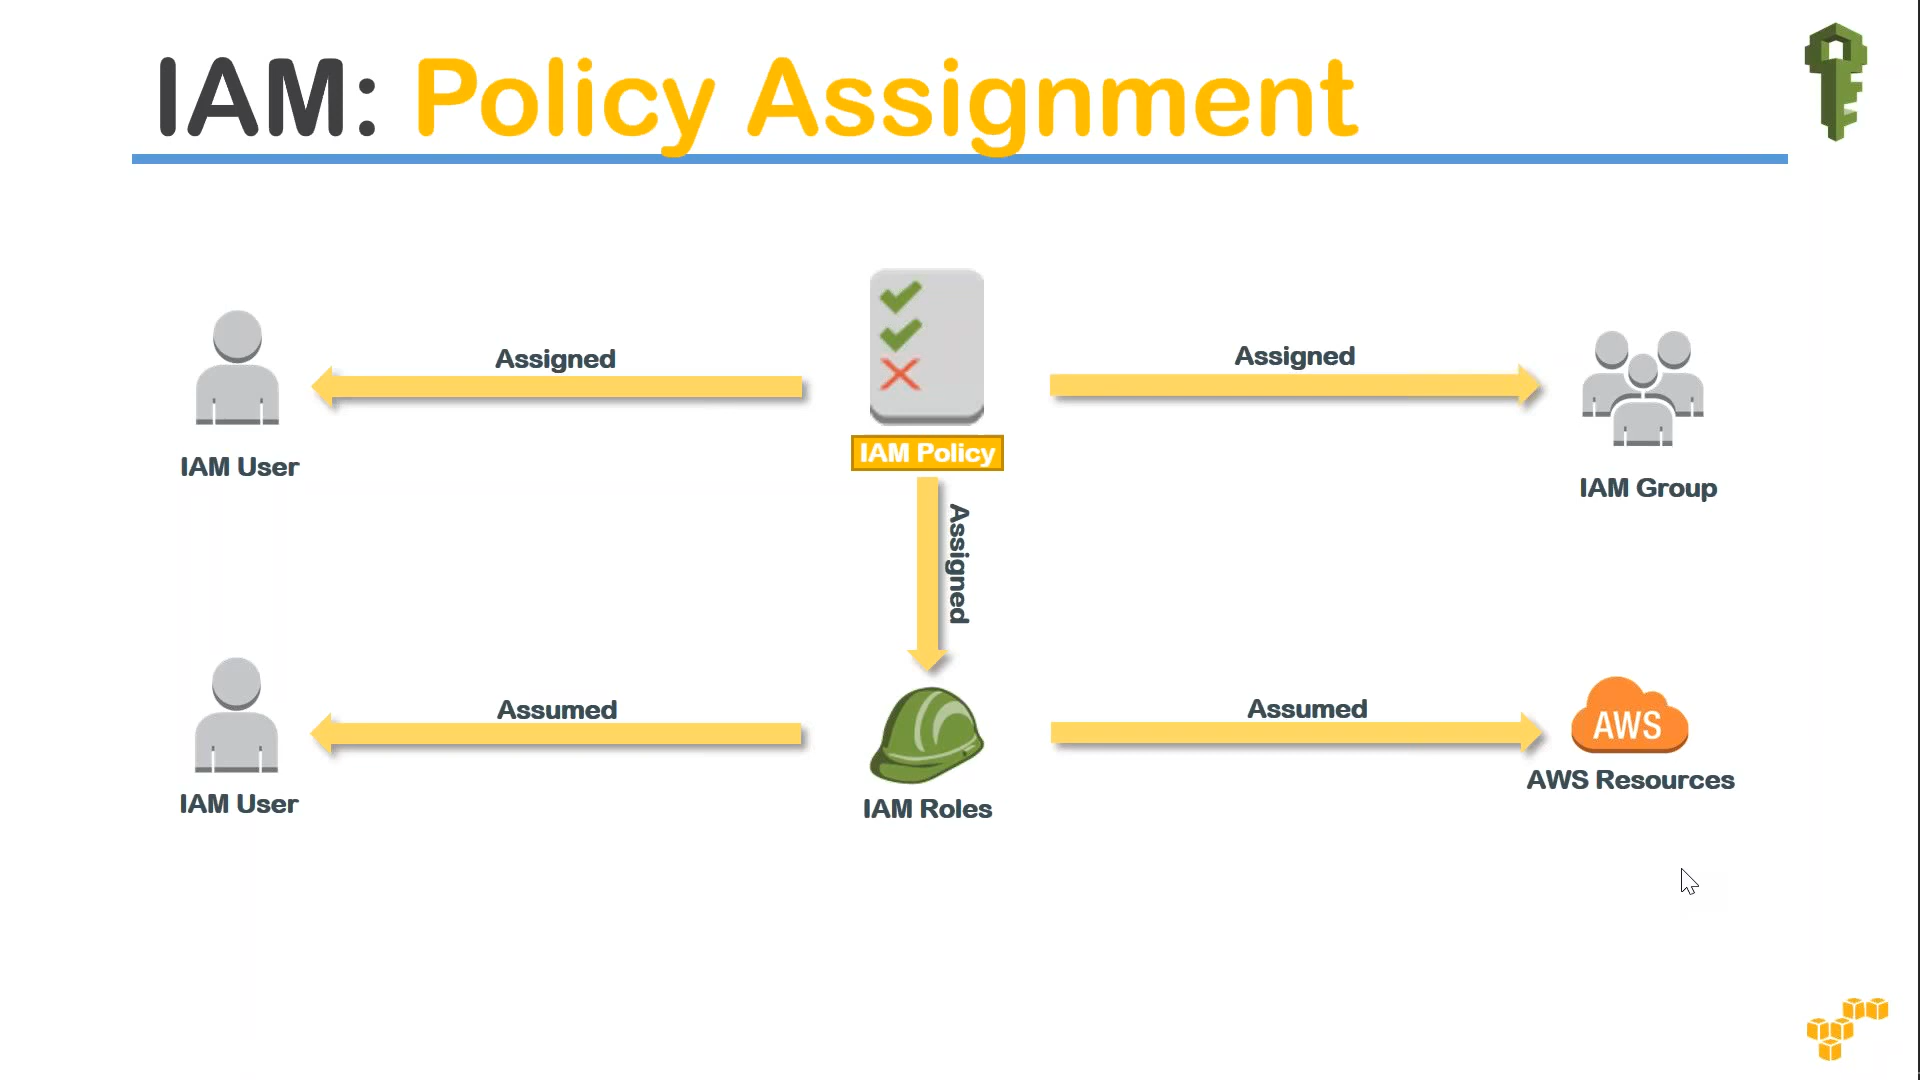 IAM: Policy Assignment
Assigned
Assigned
IAM User
IAM Policy
IAM Group
Assigned
Assumed
Assumed
AWS
IAM User
IAM Roles
AWS Resources